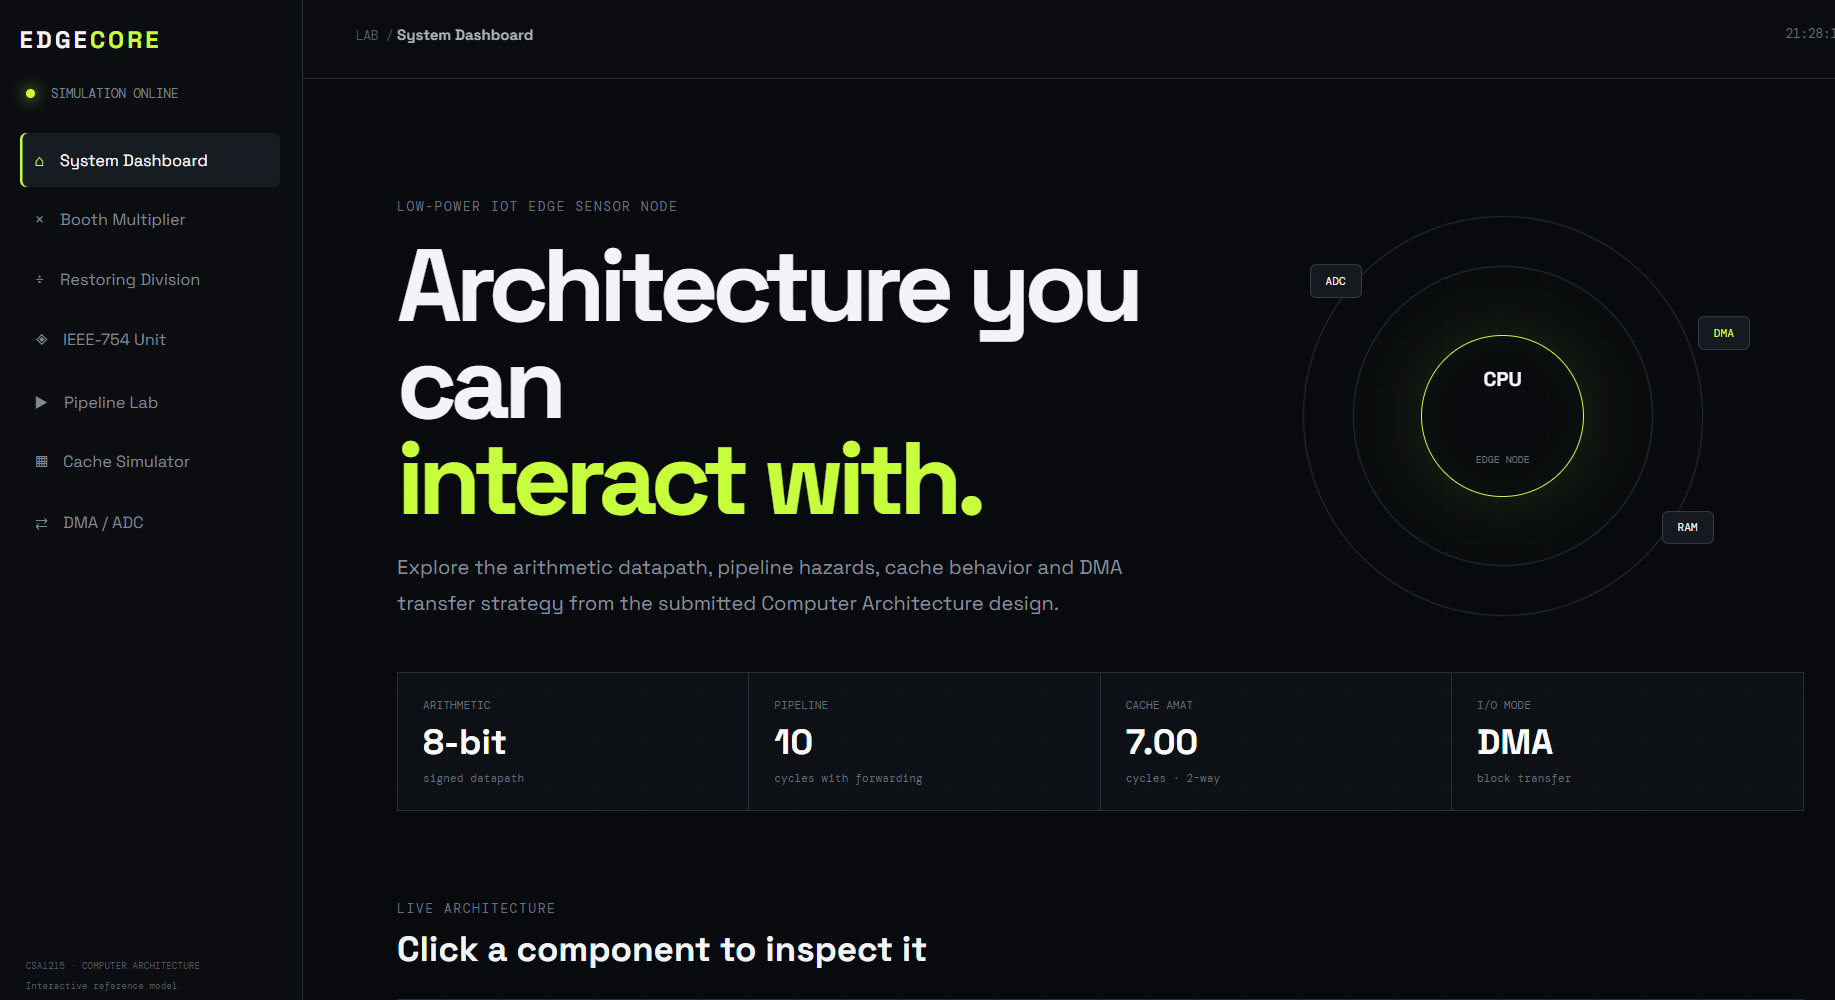 EDGECORE
SIMULATION ONLINE
System Dashboard
Booth Multiplier
Restoring Division
IEEE-754 Unit
Pipeline Lab
Cache Simulator
DMA / ADC
CSA1215 · COMPUTER ARCHITECTURE
Interactive reference model
LAB / System Dashboard
21:28:1
LOW-POWER IOT EDGE SENSOR NODE
Architecture you
can
interact with.
Explore the arithmetic datapath, pipeline hazards, cache behavior and DMA
transfer strategy from the submitted Computer Architecture design.
ADC
DMA
CPU
EDGE NODE
RAM
ARITHMETIC
8-bit
signed datapath
PIPELINE
10
cycles with forwarding
CACHE AMAT
7.00
cycles · 2-way
I/O MODE
DMA
block transfer
LIVE ARCHITECTURE
Click a component to inspect it